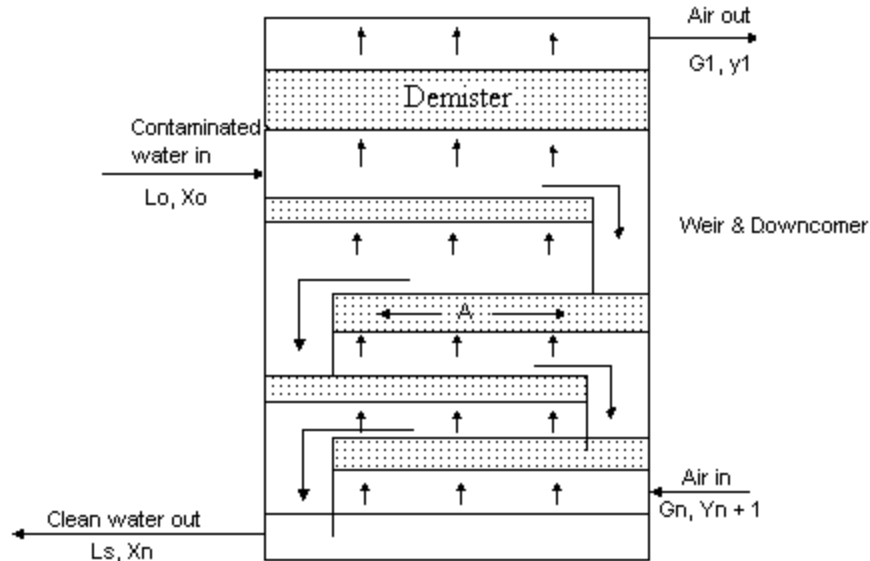 Air out
G1, y1
Demister
Contaminated
water in
Lo, Xo
Weir & Downcomer
A
Air in
Gn, Yn + 1
Clean water out
Ls, Xn